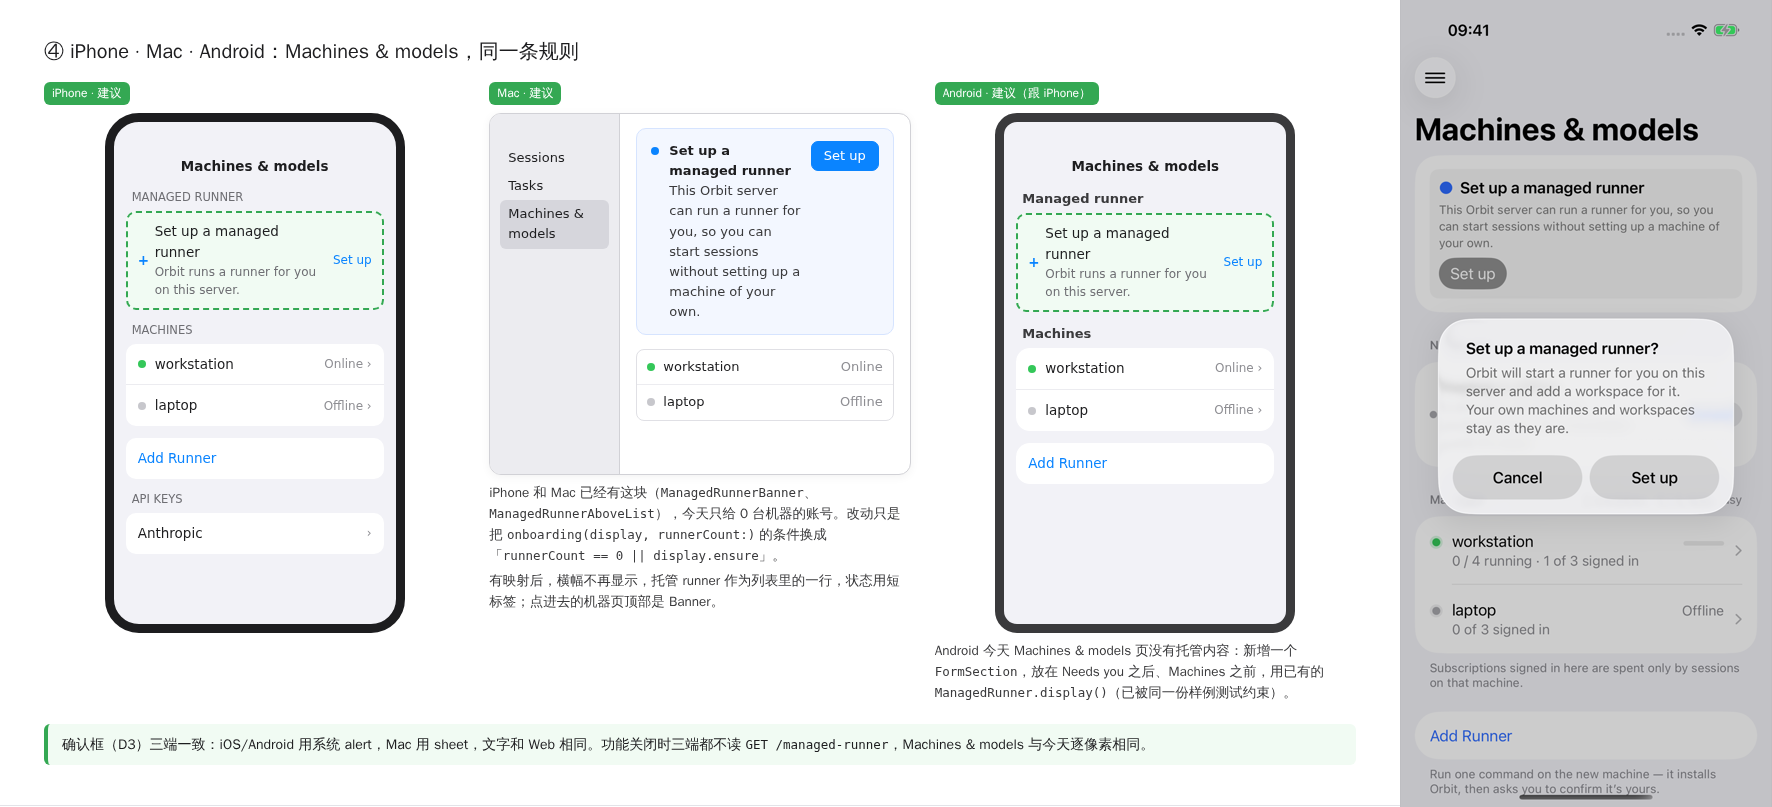 ④ iPhone · Mac · Android：Machines & models，同一条规则
iPhone · 建议
Machines & models
MANAGED RUNNER
+
Set up a managed
runner
Orbit runs a runner for you
on this server.
Set up
MACHINES
workstation
Online ›
laptop
Offline ›
Add Runner
API KEYS
Anthropic
›
Mac · 建议
Sessions
Tasks
Machines &
models
Set up a
managed runner
Set up
This Orbit server
can run a runner for
you, so you can
start sessions
without setting up a
machine of your
own.
workstation
Online
laptop
Offline
iPhone 和 Mac 已经有这块（ManagedRunnerBanner、
ManagedRunnerAboveList），今天只给 0 台机器的账号。改动只是
把 onboarding(display, runnerCount:) 的条件换成
「runnerCount == 0 || display.ensure」。
有映射后，横幅不再显示，托管 runner 作为列表里的一行，状态用短
标签；点进去的机器页顶部是 Banner。
Android · 建议（跟 iPhone）
Machines & models
Managed runner
+
Set up a managed
runner
Orbit runs a runner for you
on this server.
Set up
Machines
workstation
Online ›
laptop
Offline ›
Add Runner
Android 今天 Machines & models 页没有托管内容：新增一个
FormSection，放在 Needs you 之后、Machines 之前，用已有的
ManagedRunner.display()（已被同一份样例测试约束）。
确认框（D3）三端一致：iOS/Android 用系统 alert，Mac 用 sheet，文字和 Web 相同。功能关闭时三端都不读 GET /managed-runner，Machines & models 与今天逐像素相同。
09:41
Machines & models
Set up a managed runner
This Orbit server can run a runner for you, so you
can start sessions without setting up a machine of
your own.
Set up
Set up a managed runner?
Orbit will start a runner for you on this
server and add a workspace for it.
Your own machines and workspaces
stay as they are.
Cancel
Set up
workstation
0 / 4 running · 1 of 3 signed in
laptop
0 of 3 signed in
Offline
Subscriptions signed in here are spent only by sessions
on that machine.
Add Runner
Run one command on the new machine — it installs
Orbit, then asks you to confirm it's yours.